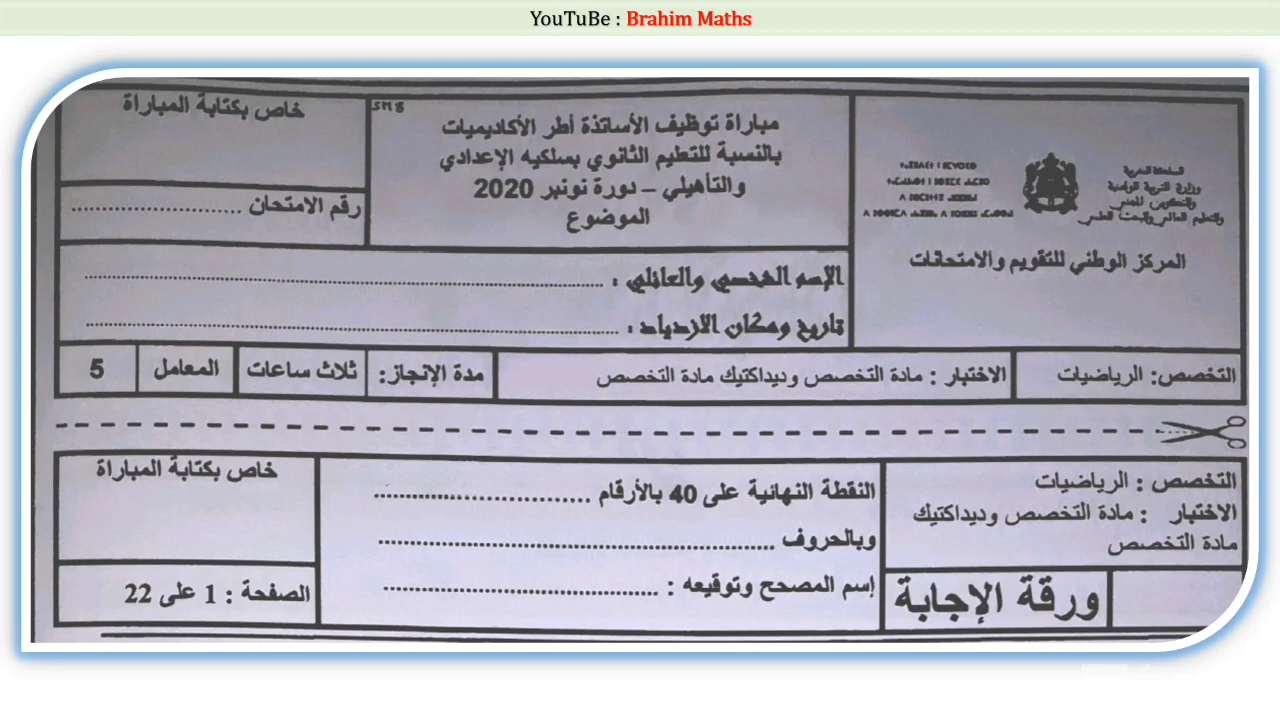 YouTuBe : Brahim Maths
خاص بكتابة المباراة
رقم الامتحان ..............................
SM8
مباراة توظيف الأساتذة أطر الأكاديميات
بالنسبة للتعليم الثانوي بسلكيه الإعدادي
والتأهيلي – دورة نونبر 2020
الموضوع
المملكة المغربية
وزارة التربية الوطنية
والتكوين المهني
والتعليم العالي والبحث العلمي
المركز الوطني للتقويم والامتحانات
الإسم الشخصي والعائلي : ..............................
تاريخ ومكان الازدياد : ..............................
التخصص: الرياضيات
الاختبار : مادة التخصص وديداكتيك مادة التخصص
مدة الإنجاز:
ثلاث ساعات
المعامل
5
التخصص : الرياضيات
الاختبار : مادة التخصص وديداكتيك
مادة التخصص
ورقة الإجابة
النقطة النهائية على 40 بالأرقام ..............................
وبالحروف ..............................
إسم المصحح وتوقيعه : ..............................
خاص بكتابة المباراة
الصفحة : 1 على 22